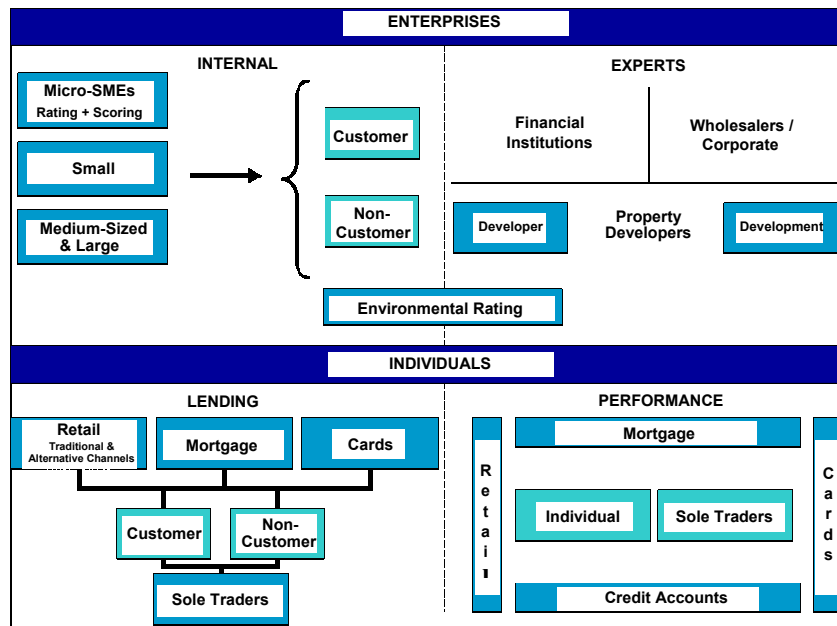 ENTERPRISES
INTERNAL
Micro-SMEs
Rating + Scoring
Small
Medium-Sized
& Large
Customer
Non-
Customer
EXPERTS
Financial
Institutions
Wholesalers /
Corporate
Developer
Property
Developers
Development
Environmental Rating
INDIVIDUALS
LENDING
Retail
Traditional &
Alternative Channels
Mortgage
Cards
Customer
Non-
Customer
Sole Traders
PERFORMANCE
Retail
Mortgage
Individual
Sole Traders
Credit Accounts
Cards